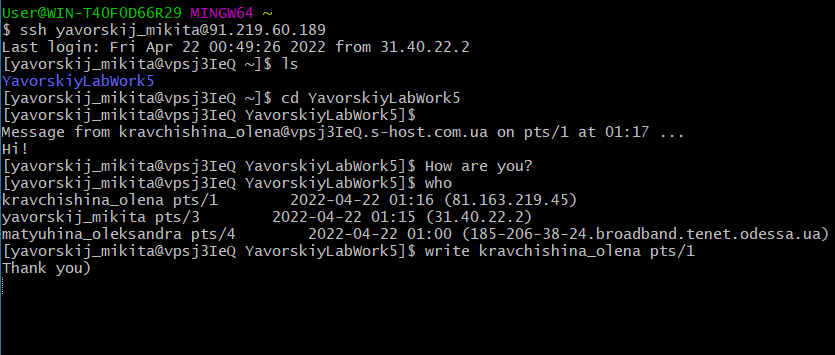 User@WIN-T4OFOD66R29 MINGW64 ~
$ ssh yavorskij_mikita@91.219.60.189
Last login: Fri Apr 22 00:49:26 2022 from 31.40.22.2
[yavorskij_mikita@vpsj3IeQ ~]$ ls
YavorskiyLabWork5
[yavorskij_mikita@vpsj3IeQ ~]$ cd YavorskiyLabWork5
[yavorskij_mikita@vpsj3IeQ YavorskiyLabWork5]$
Message from kravchishina_olena@vpsj3IeQ.s-host.com.ua on pts/1 at 01:17 ...
Hi!
[yavorskij_mikita@vpsj3IeQ YavorskiyLabWork5]$ How are you?
[yavorskij_mikita@vpsj3IeQ YavorskiyLabWork5]$ who
kravchishina_olena pts/1        2022-04-22 01:16 (81.163.219.45)
yavorskij_mikita pts/3        2022-04-22 01:15 (31.40.22.2)
matyuhina_oleksandra pts/4        2022-04-22 01:00 (185-206-38-24.broadband.tenet.odessa.ua)
[yavorskij_mikita@vpsj3IeQ YavorskiyLabWork5]$ write kravchishina_olena pts/1
Thank you)